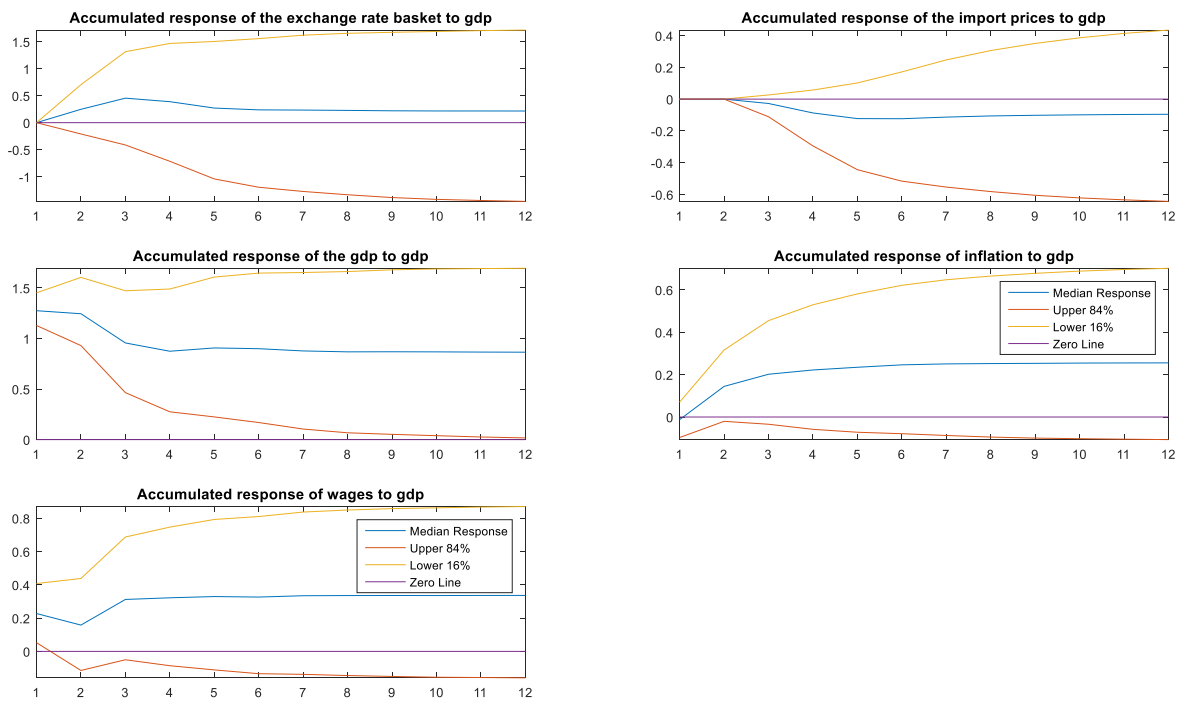 Accumulated response of the exchange rate basket to gdp
1.5
1
0.5
0
-0.5
-1
1 2 3 4 5 6 7 8 9 10 11 12
Accumulated response of the import prices to gdp
0.4
0.2
0
-0.2
-0.4
-0.6
1 2 3 4 5 6 7 8 9 10 11 12
Accumulated response of the gdp to gdp
1.5
1
0.5
0
1 2 3 4 5 6 7 8 9 10 11 12
Accumulated response of inflation to gdp
0.6
0.4
0.2
0
Median Response
Upper 84%
Lower 16%
Zero Line
1 2 3 4 5 6 7 8 9 10 11 12
Accumulated response of wages to gdp
0.8
0.6
0.4
0.2
0
Median Response
Upper 84%
Lower 16%
Zero Line
1 2 3 4 5 6 7 8 9 10 11 12